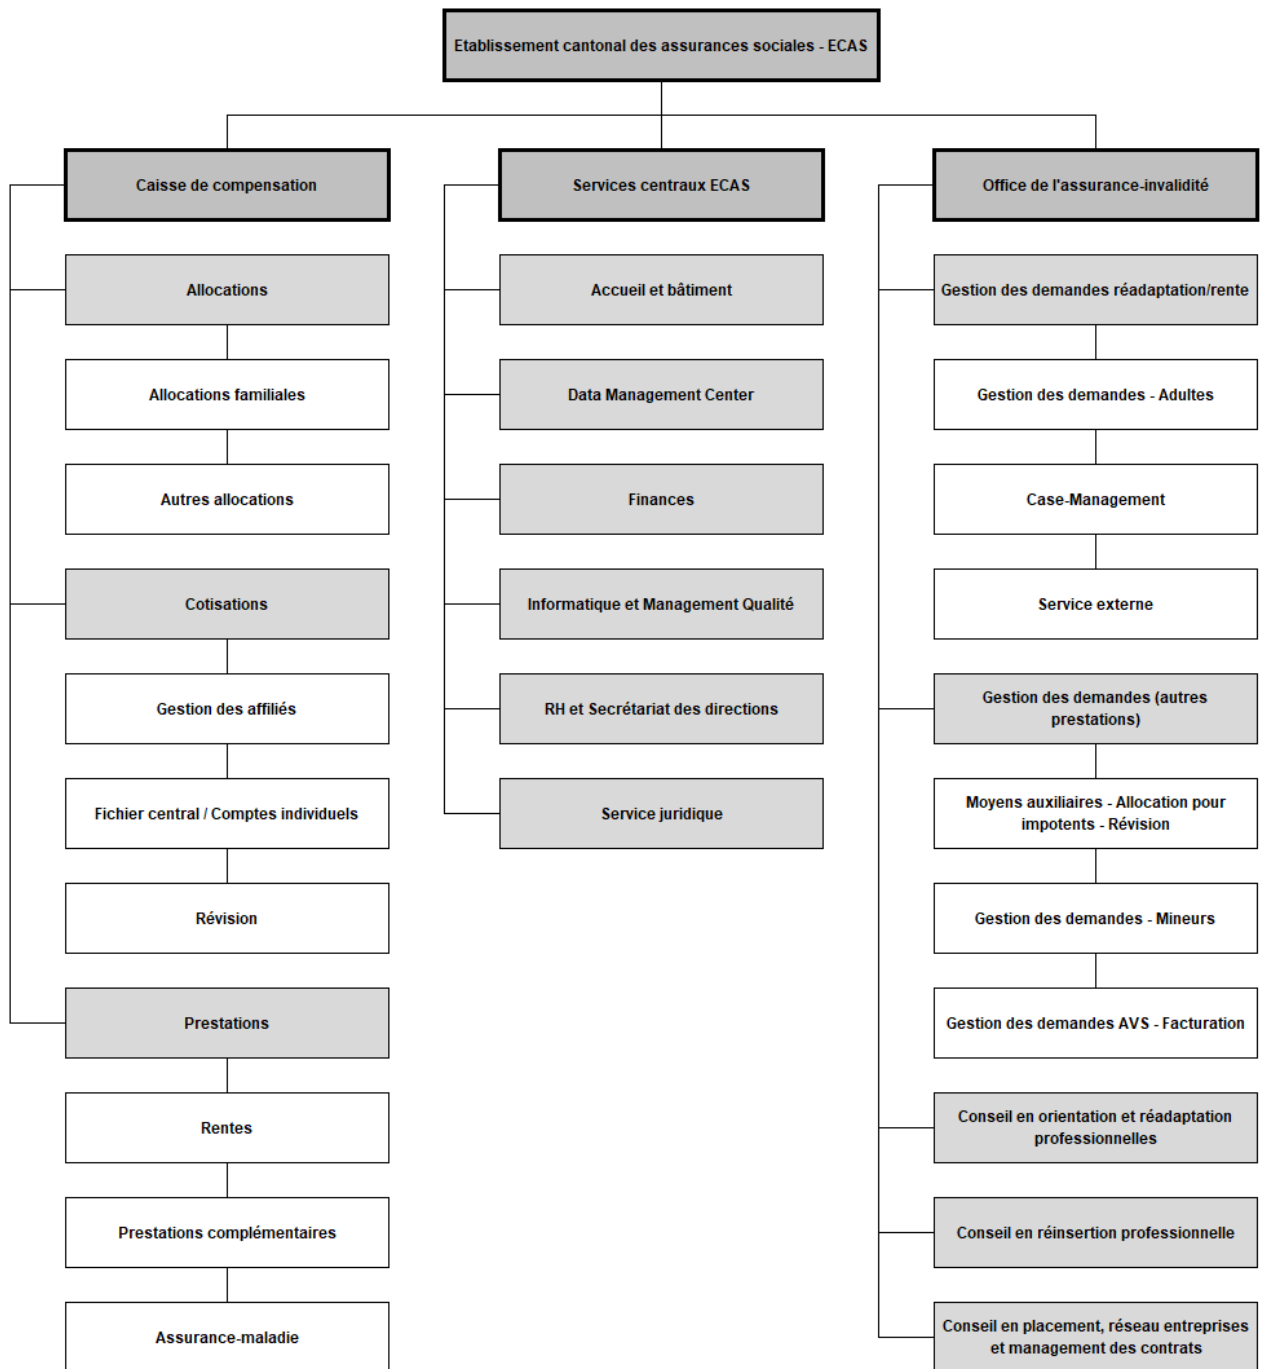 Etablissement cantonal des assurances sociales - ECAS
Caisse de compensation
Allocations
Allocations familiales
Autres allocations
Cotisations
Gestion des affiliés
Fichier central / Comptes individuels
Révision
Prestations
Rentes
Prestations complémentaires
Assurance-maladie
Services centraux ECAS
Accueil et bâtiment
Data Management Center
Finances
Informatique et Management Qualité
RH et Secrétariat des directions
Service juridique
Office de l'assurance-invalidité
Gestion des demandes réadaptation/rente
Gestion des demandes - Adultes
Case-Management
Service externe
Gestion des demandes (autres
prestations)
Moyens auxiliaires - Allocation pour
impotents - Révision
Gestion des demandes - Mineurs
Gestion des demandes AVS - Facturation
Conseil en orientation et réadaptation
professionnelles
Conseil en réinsertion professionnelle
Conseil en placement, réseau entreprises
et management des contrats